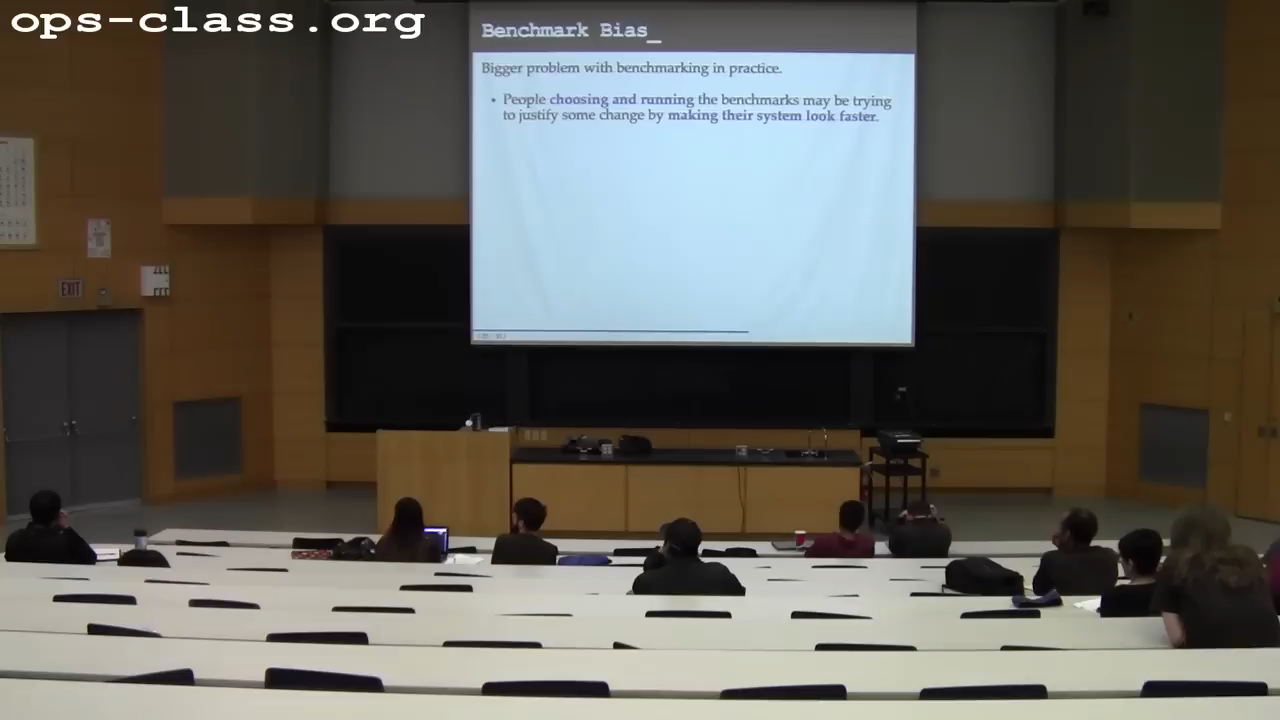 ops-class.org
Benchmark Bias_
Bigger problem with benchmarking in practice.
• People choosing and running the benchmarks may be trying
to justify some change by making their system look faster.
EXIT